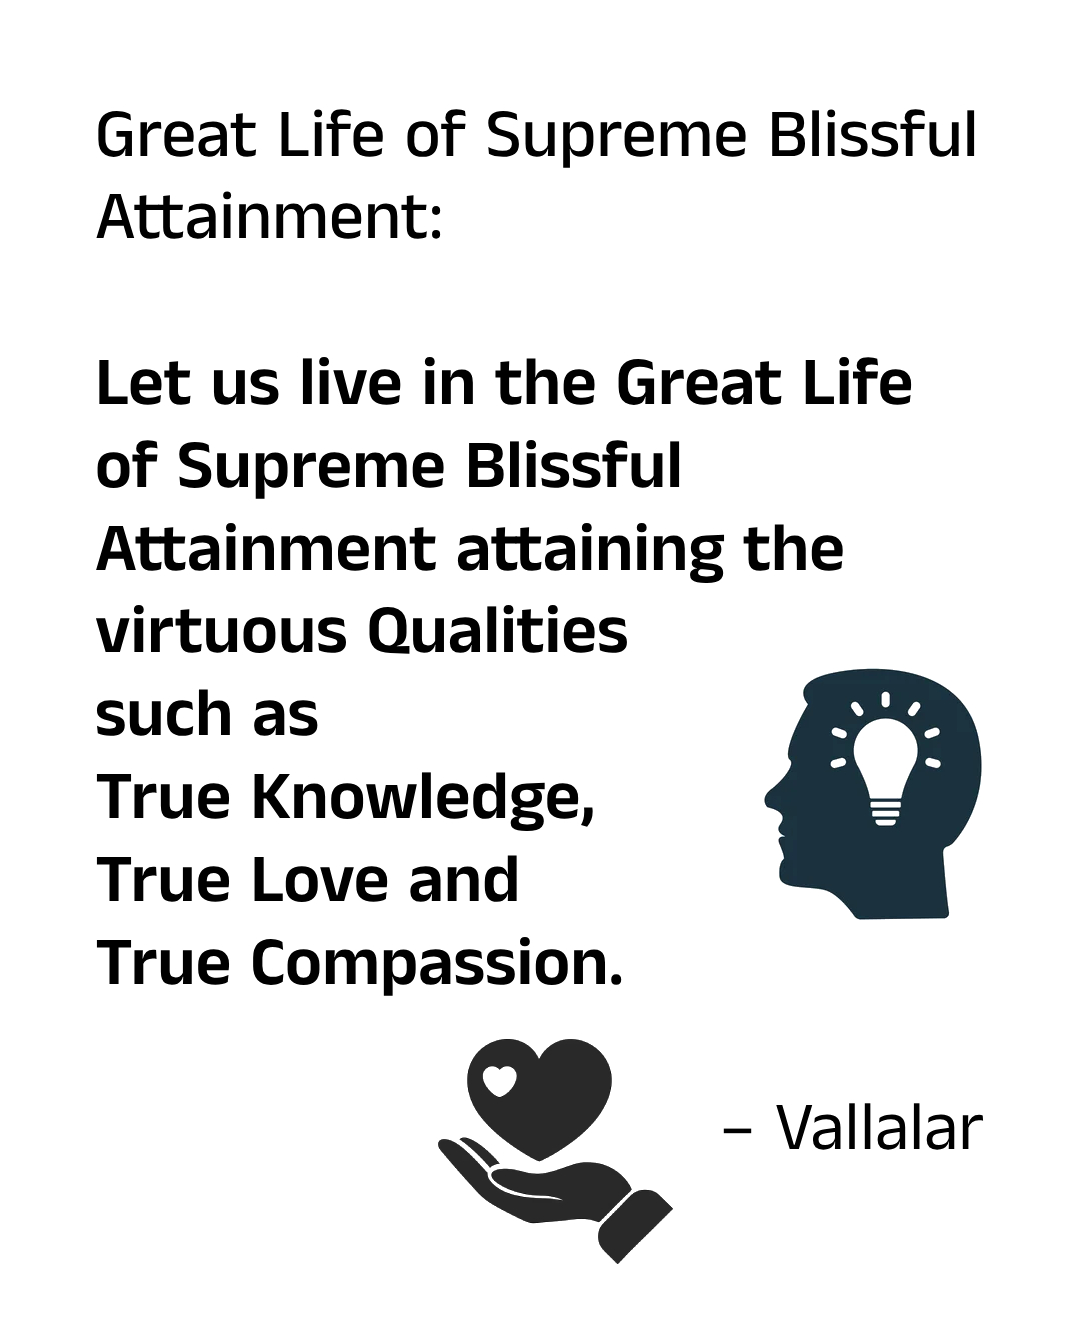 Great Life of Supreme Blissful
Attainment:
Let us live in the Great Life
of Supreme Blissful
Attainment attaining the
virtuous Qualities
such as
True Knowledge,
True Love and
True Compassion.
– Vallalar